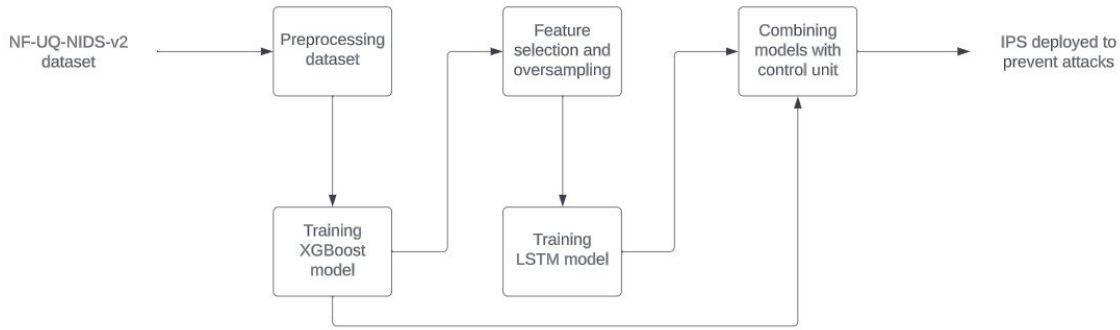 NF-UQ-NIDS-v2
dataset
Preprocessing
dataset
Feature
selection and
oversampling
Combining
models with
control unit
IPS deployed to
prevent attacks
Training
XGBoost
model
Training
LSTM model